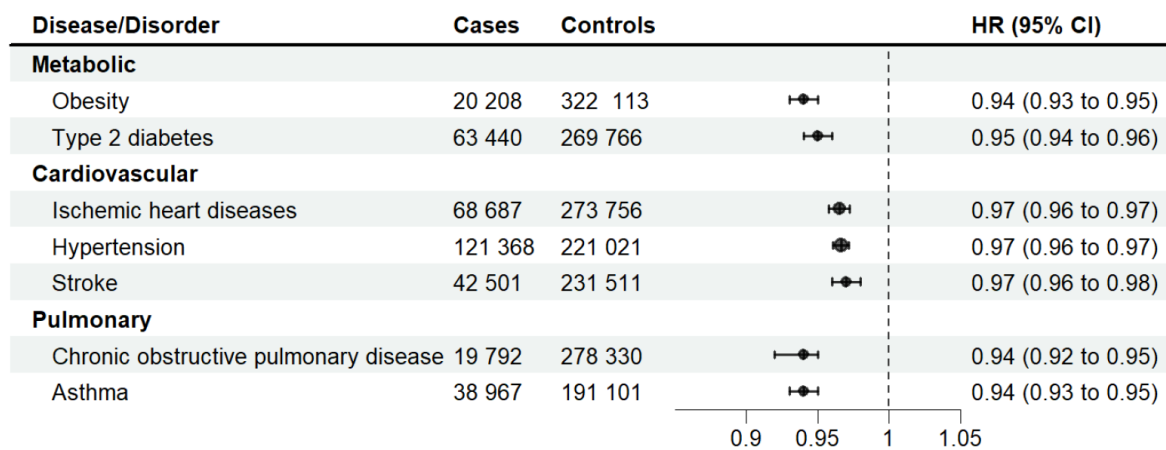 Disease/Disorder Cases Controls HR (95% CI)
Metabolic
Obesity 20 208 322 113 0.94 (0.93 to 0.95)
Type 2 diabetes 63 440 269 766 0.95 (0.94 to 0.96)
Cardiovascular
Ischemic heart diseases 68 687 273 756 0.97 (0.96 to 0.97)
Hypertension 121 368 221 021 0.97 (0.96 to 0.97)
Stroke 42 501 231 511 0.97 (0.96 to 0.98)
Pulmonary
Chronic obstructive pulmonary disease 19 792 278 330 0.94 (0.92 to 0.95)
Asthma 38 967 191 101 0.94 (0.93 to 0.95)
0.9 0.95 1 1.05